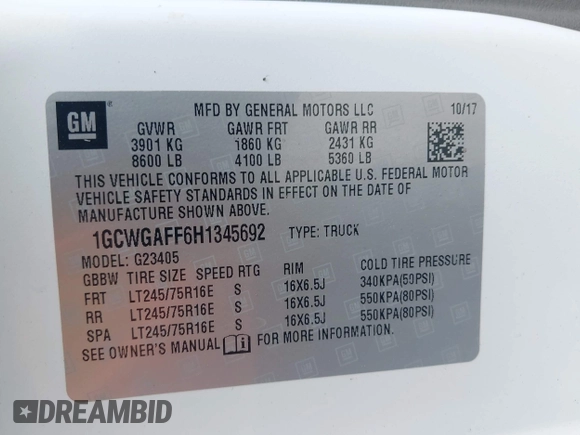 GM ®
MFD BY GENERAL MOTORS LLC 10/17
GVWR GAWR FRT GAWR RR
3901 KG 1860 KG 2431 KG
8600 LB 4100 LB 5360 LB
THIS VEHICLE CONFORMS TO ALL APPLICABLE U.S. FEDERAL MOTOR
VEHICLE SAFETY STANDARDS IN EFFECT ON THE DATE OF
MANUFACTURE SHOWN ABOVE.
1GCWGAFF6H1345692 TYPE: TRUCK
MODEL: G23405
GBBW TIRE SIZE SPEED RTG RIM COLD TIRE PRESSURE
FRT LT245/75R16E S 16X6.5J 340KPA(50PSI)
RR LT245/75R16E S 16X6.5J 550KPA(80PSI)
SPA LT245/75R16E S 16X6.5J 550KPA(80PSI)
SEE OWNER'S MANUAL FOR MORE INFORMATION.
DREAMBID